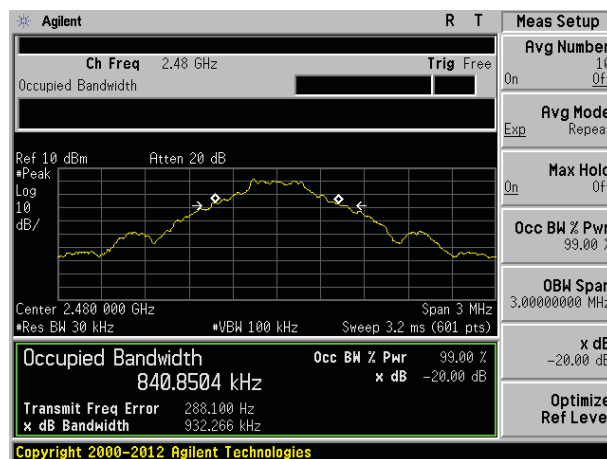 Agilent R T
Meas Setup
Ch Freq 2.48 GHz Trig Free
Occupied Bandwidth
Ref 10 dBm Atten 20 dB
#Peak
Log
10
dB/
Center 2.480 000 GHz Span 3 MHz
#Res BW 30 kHz #VBW 100 kHz Sweep 3.2 ms (601 pts)
Occupied Bandwidth Occ BW % Pwr 99.00 %
840.8504 kHz x dB -20.00 dB
Transmit Freq Error 288.100 Hz
x dB Bandwidth 932.266 kHz
Avg Number
10
On Of
Avg Mode
Exp Repea
Max Hold
On Of
Occ BW % Pwr
99.00 %
OBW Span
3.00000000 MHz
x dB
-20.00 dB
Optimize
Ref Leve
Copyright 2000-2012 Agilent Technologies